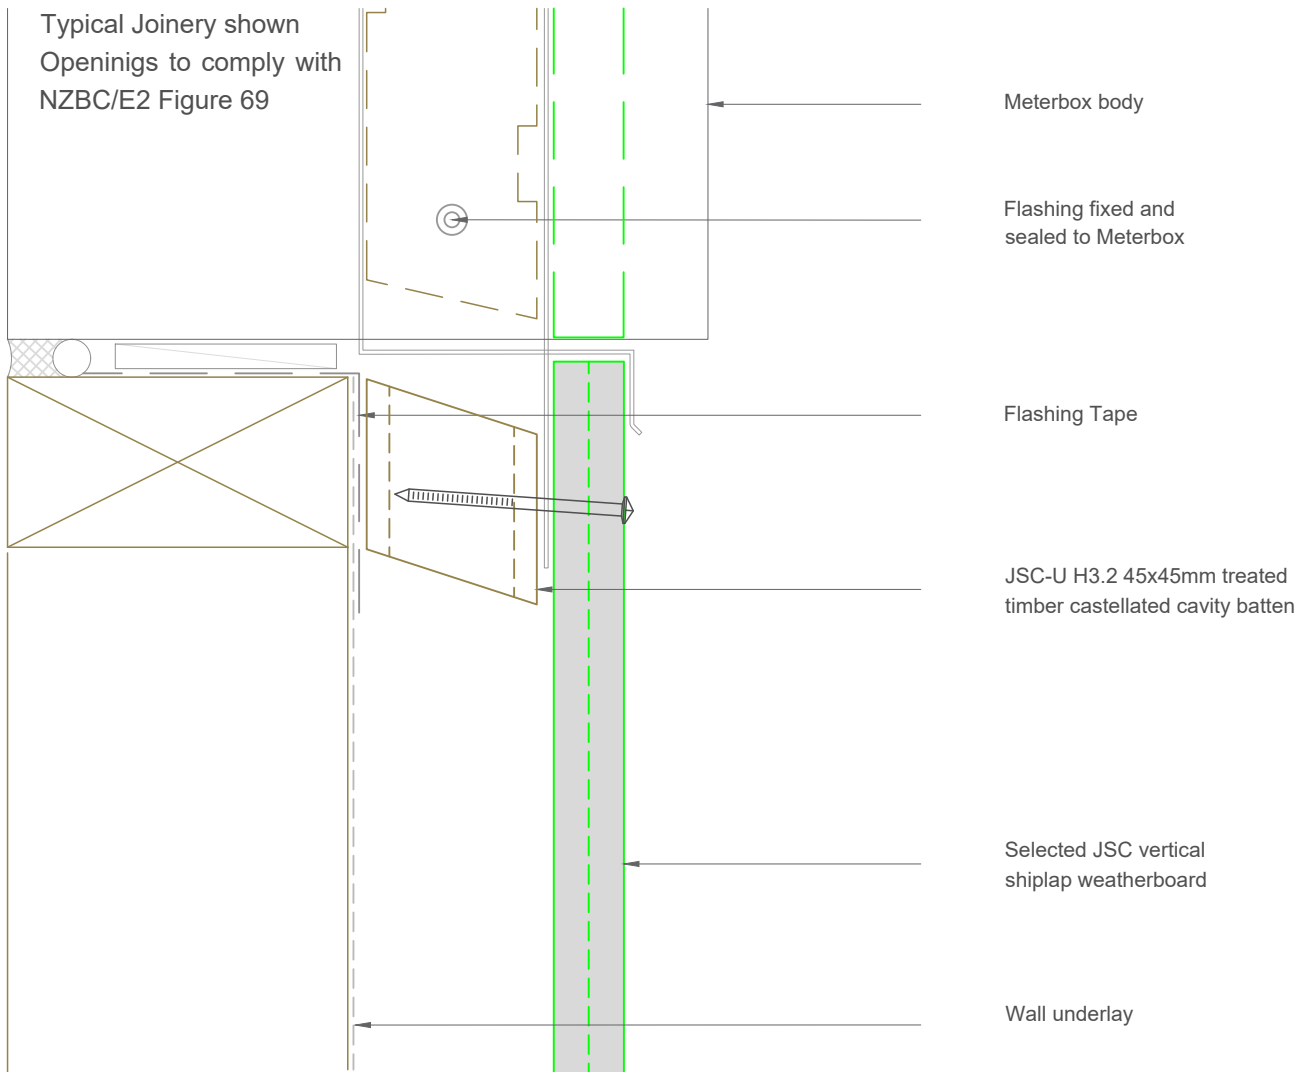 Typical Joinery shown
Openinigs to comply with
NZBC/E2 Figure 69
Meterbox body
Flashing fixed and
sealed to Meterbox
Flashing Tape
JSC-U H3.2 45x45mm treated
timber castellated cavity batten
Selected JSC vertical
shiplap weatherboard
Wall underlay